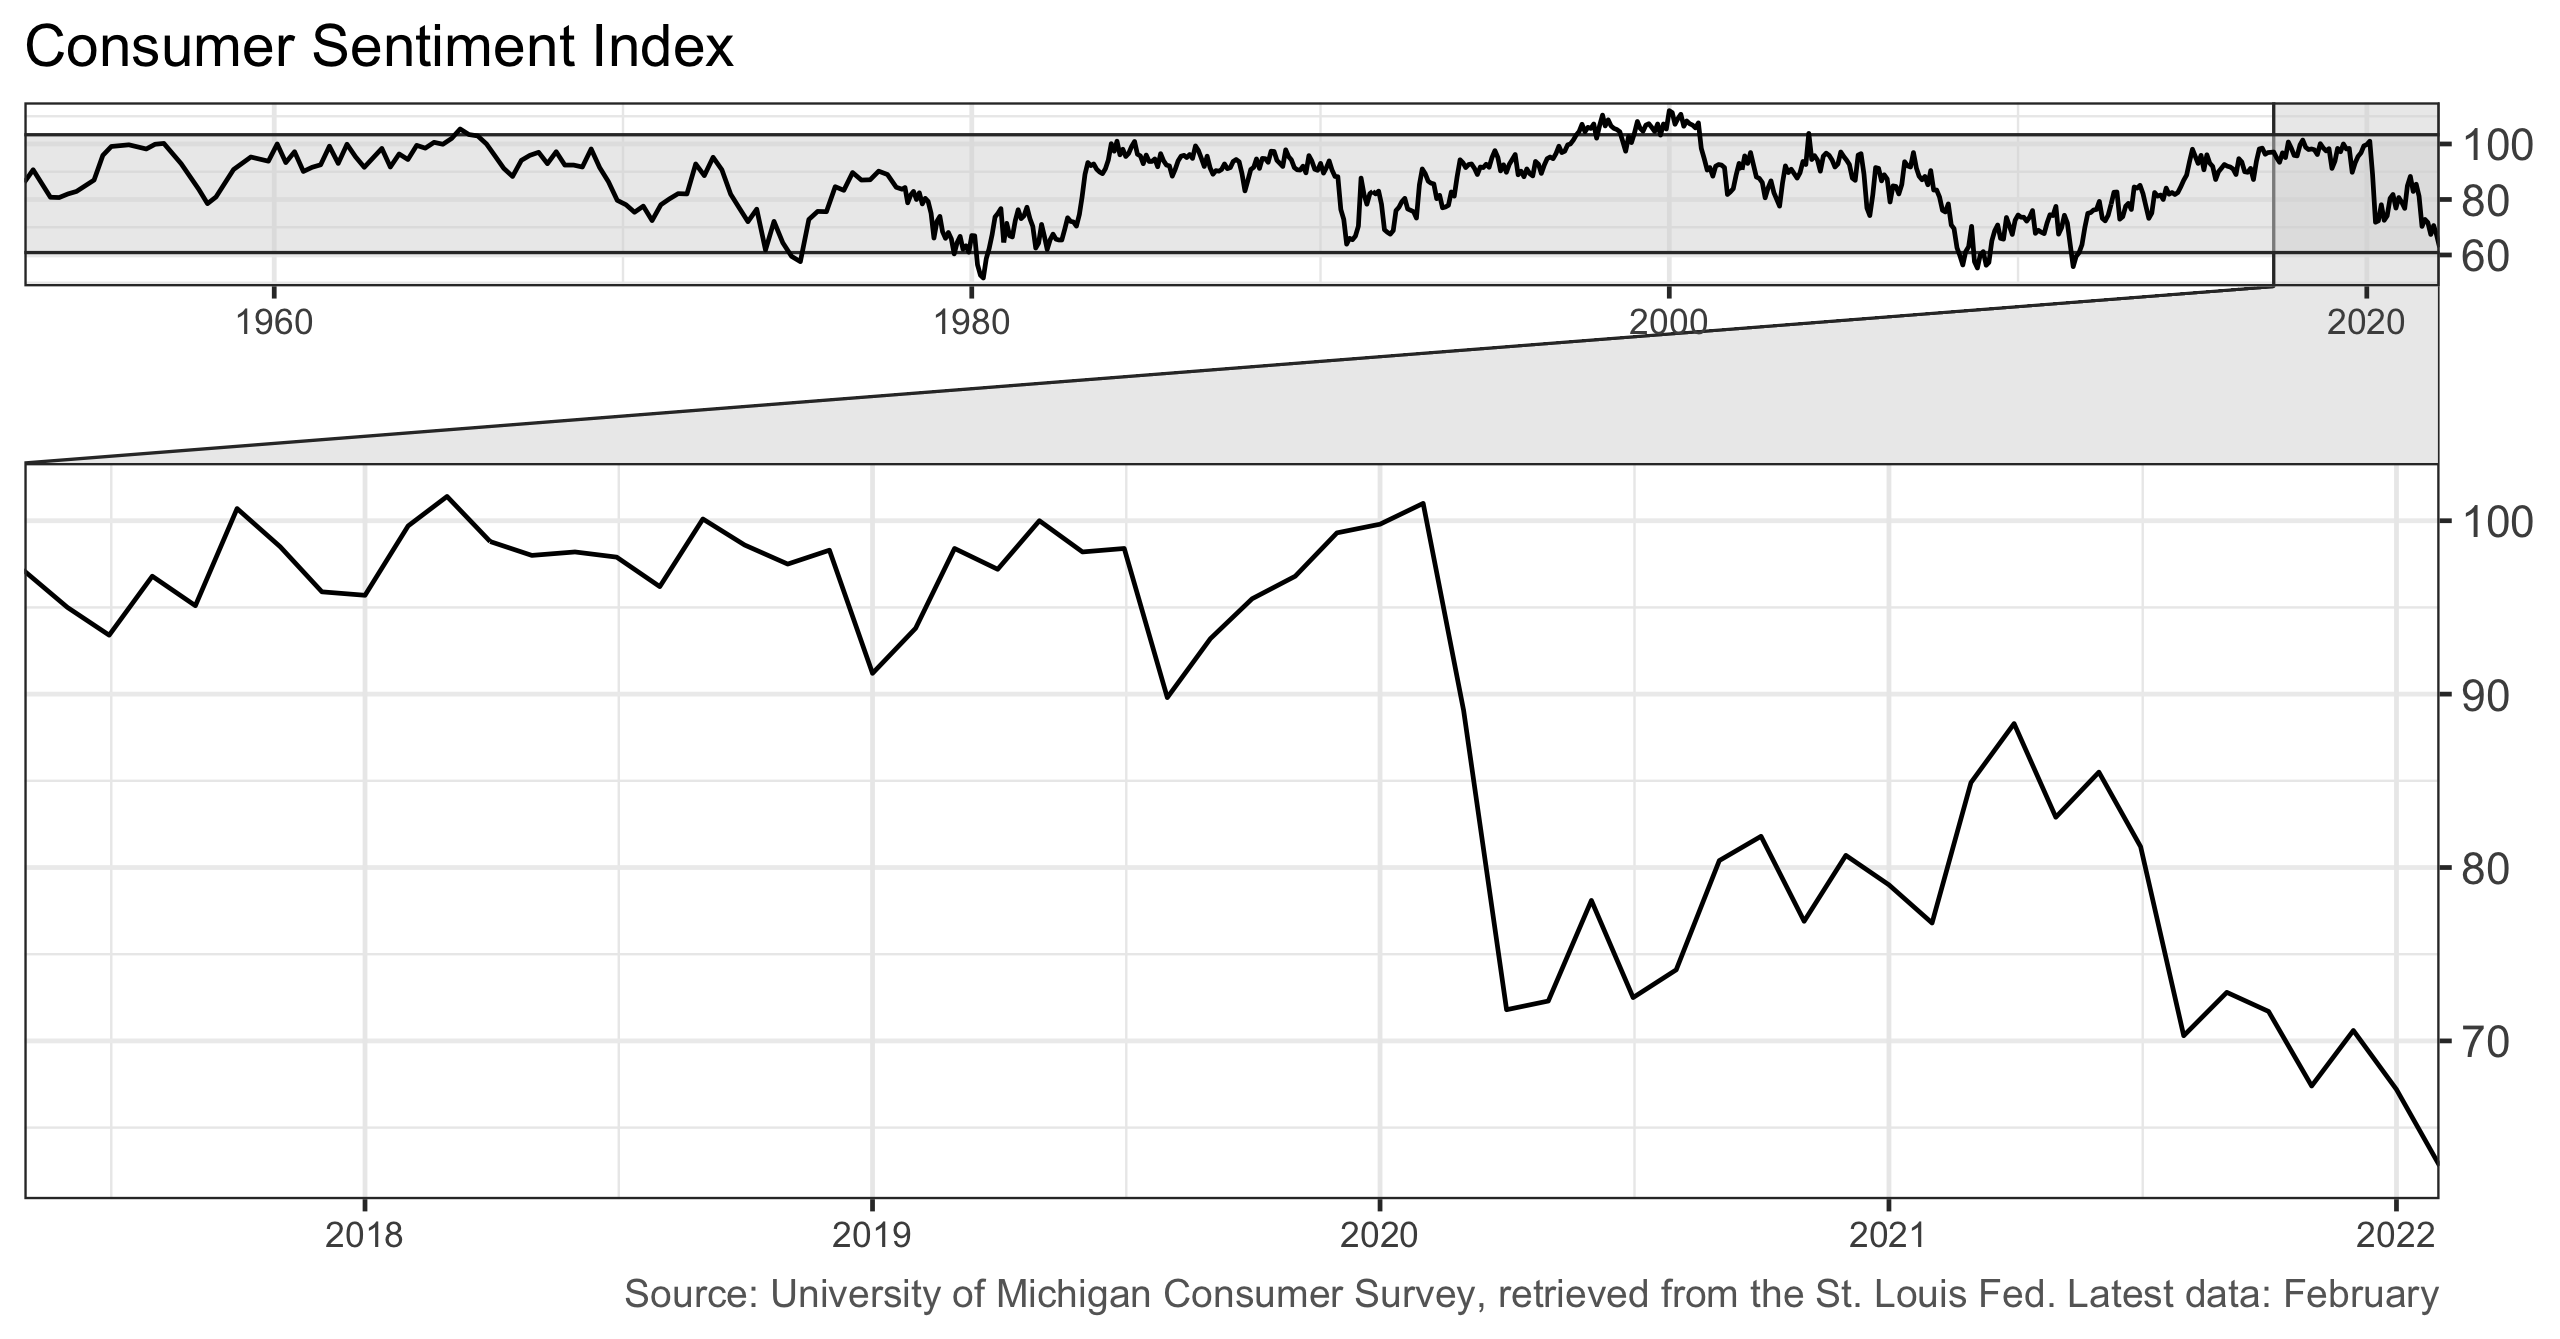 Consumer Sentiment Index
100
80
60
1960 1980 2000 2020
100
90
80
70
2018 2019 2020 2021 2022
Source: University of Michigan Consumer Survey, retrieved from the St. Louis Fed. Latest data: February